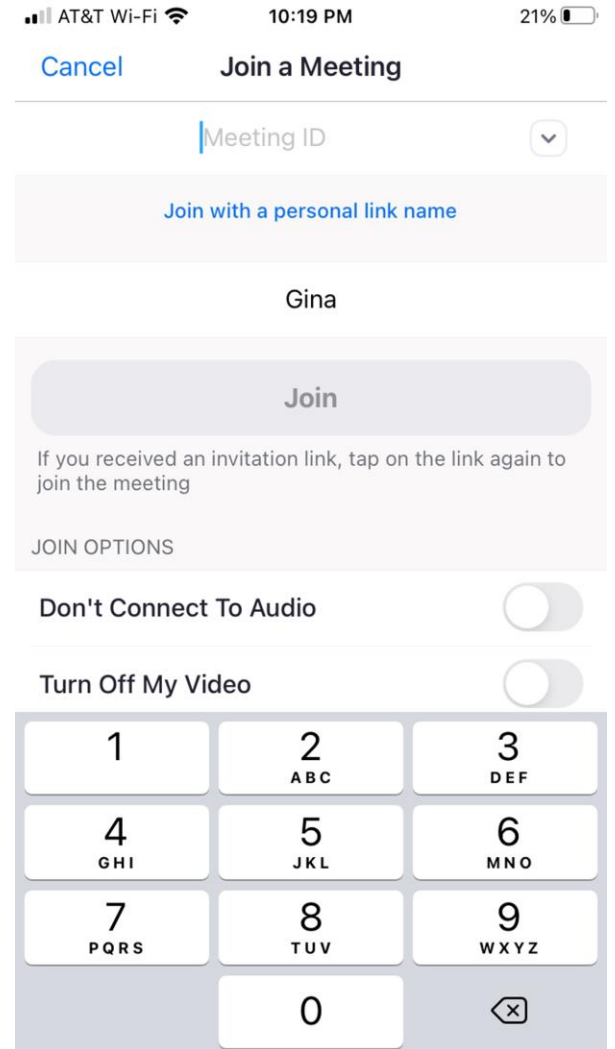 AT&T Wi-Fi 10:19 PM 21%
Cancel Join a Meeting
Meeting ID
Join with a personal link name
Gina
Join
If you received an invitation link, tap on the link again to
join the meeting
JOIN OPTIONS
Don't Connect To Audio
Turn Off My Video
1 2 3
ABC DEF
4 5 6
GHI JKL MNO
7 8 9
PQRS TUV WXYZ
0